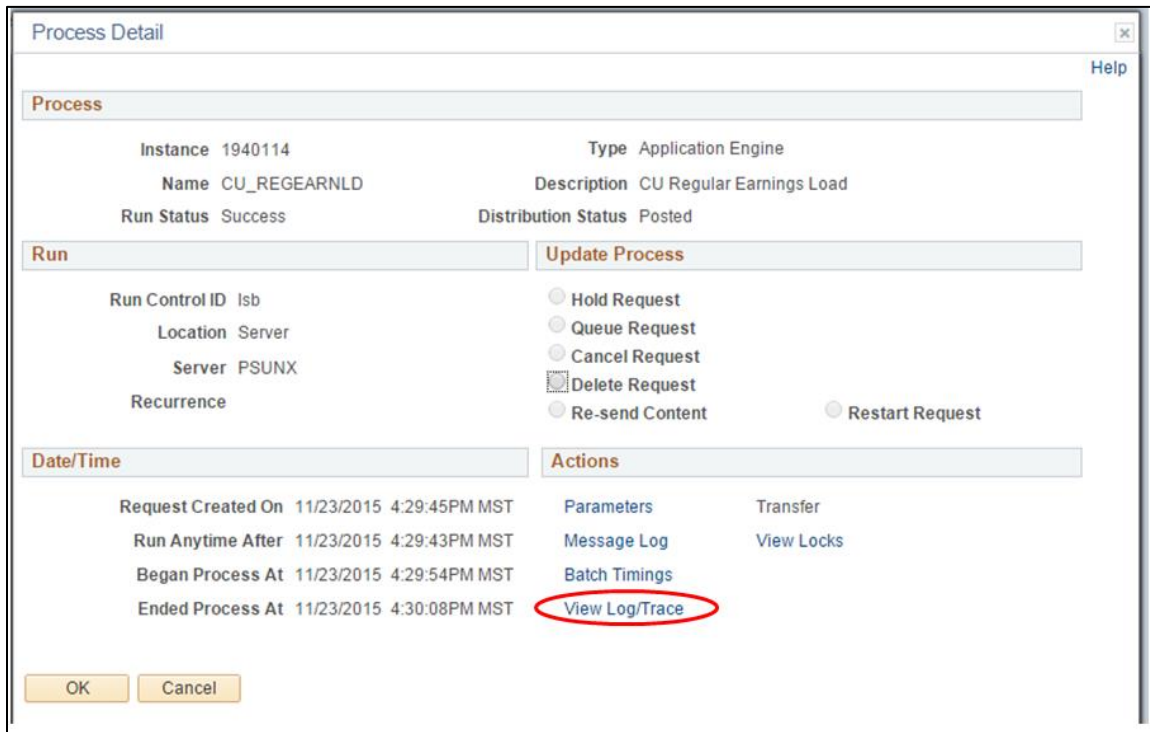 Process Detail
Help
Process
Instance 1940114 Type Application Engine
Name CU_REGEARNLD Description CU Regular Earnings Load
Run Status Success Distribution Status Posted
Run Update Process
Run Control ID lsb Hold Request
Location Server Queue Request
Server PSUNX Cancel Request
Recurrence Delete Request
Re-send Content Restart Request
Date/Time Actions
Request Created On 11/23/2015 4:29:45PM MST Parameters Transfer
Run Anytime After 11/23/2015 4:29:43PM MST Message Log View Locks
Began Process At 11/23/2015 4:29:54PM MST Batch Timings
Ended Process At 11/23/2015 4:30:08PM MST View Log/Trace
OK Cancel